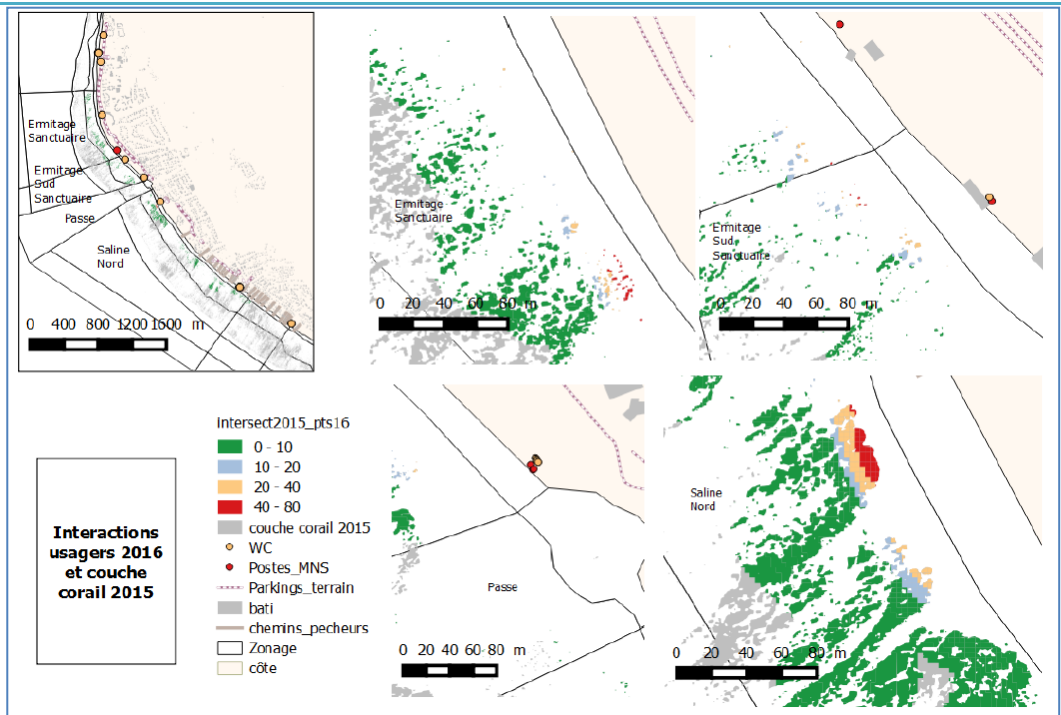 Ermitage
Sanctuaire
Ermitage
Sud
Sanctuaire
Passe
Saline
Nord
0 400 800 1200 1600 m
Ermitage
Sanctuaire
0 20 40 60 80 m
Ermitage
Sud
Sanctuaire
0 20 40 60 80 m
Interactions
usagers 2016
et couche
corail 2015
Intersect2015_pts16
0 - 10
10 - 20
20 - 40
40 - 80
couche corail 2015
WC
Postes_MNS
Parkings_terrain
bati
chemins_pecheurs
Zonage
côte
Passe
0 20 40 60 80 m
Saline
Nord
0 20 40 60 80 m